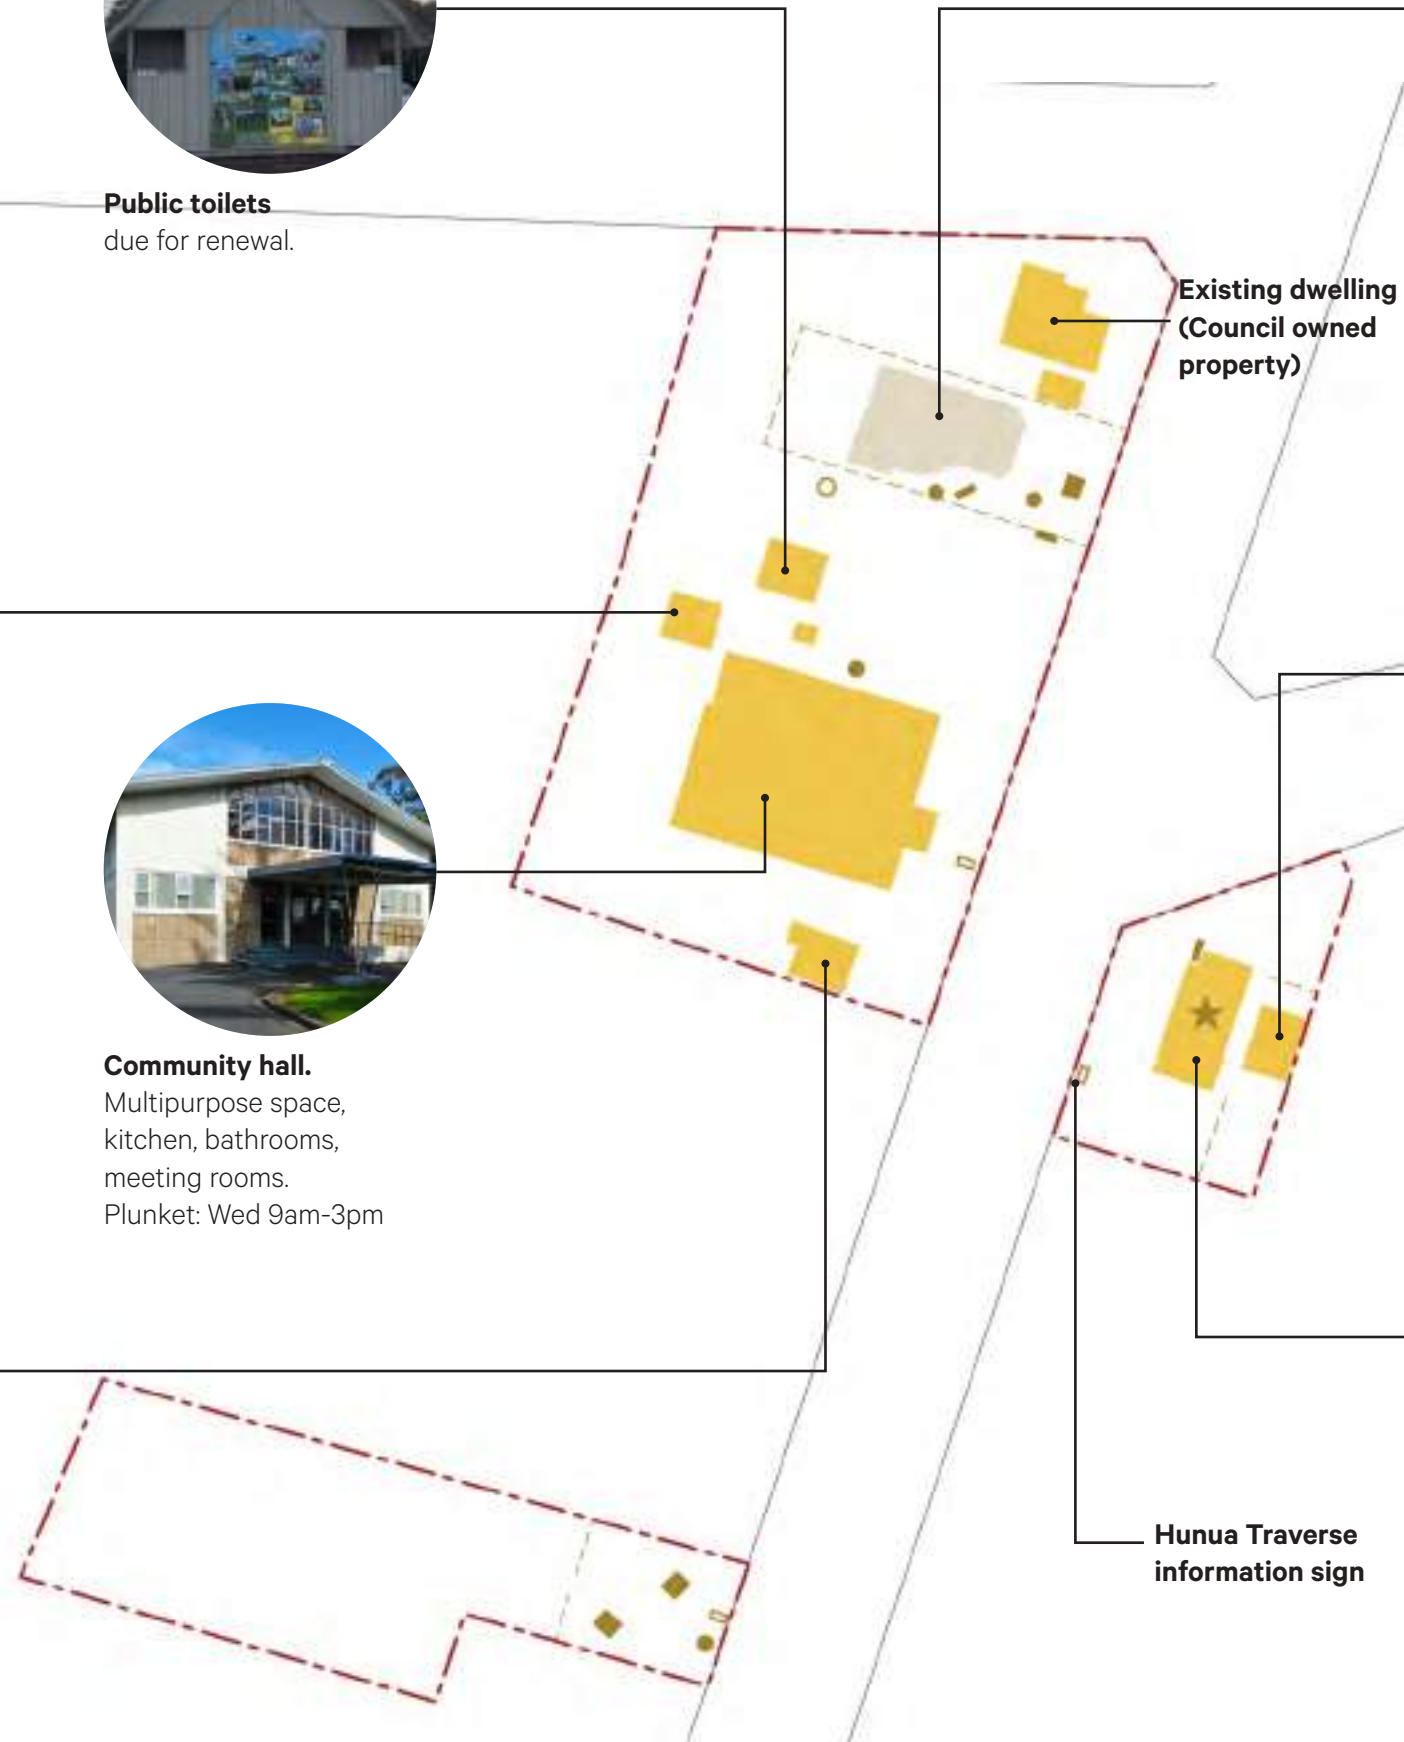 Public toilets
due for renewal.
Existing dwelling
(Council owned
property)
Community hall.
Multipurpose space,
kitchen, bathrooms,
meeting rooms.
Plunket: Wed 9am-3pm
Hunua Traverse
information sign